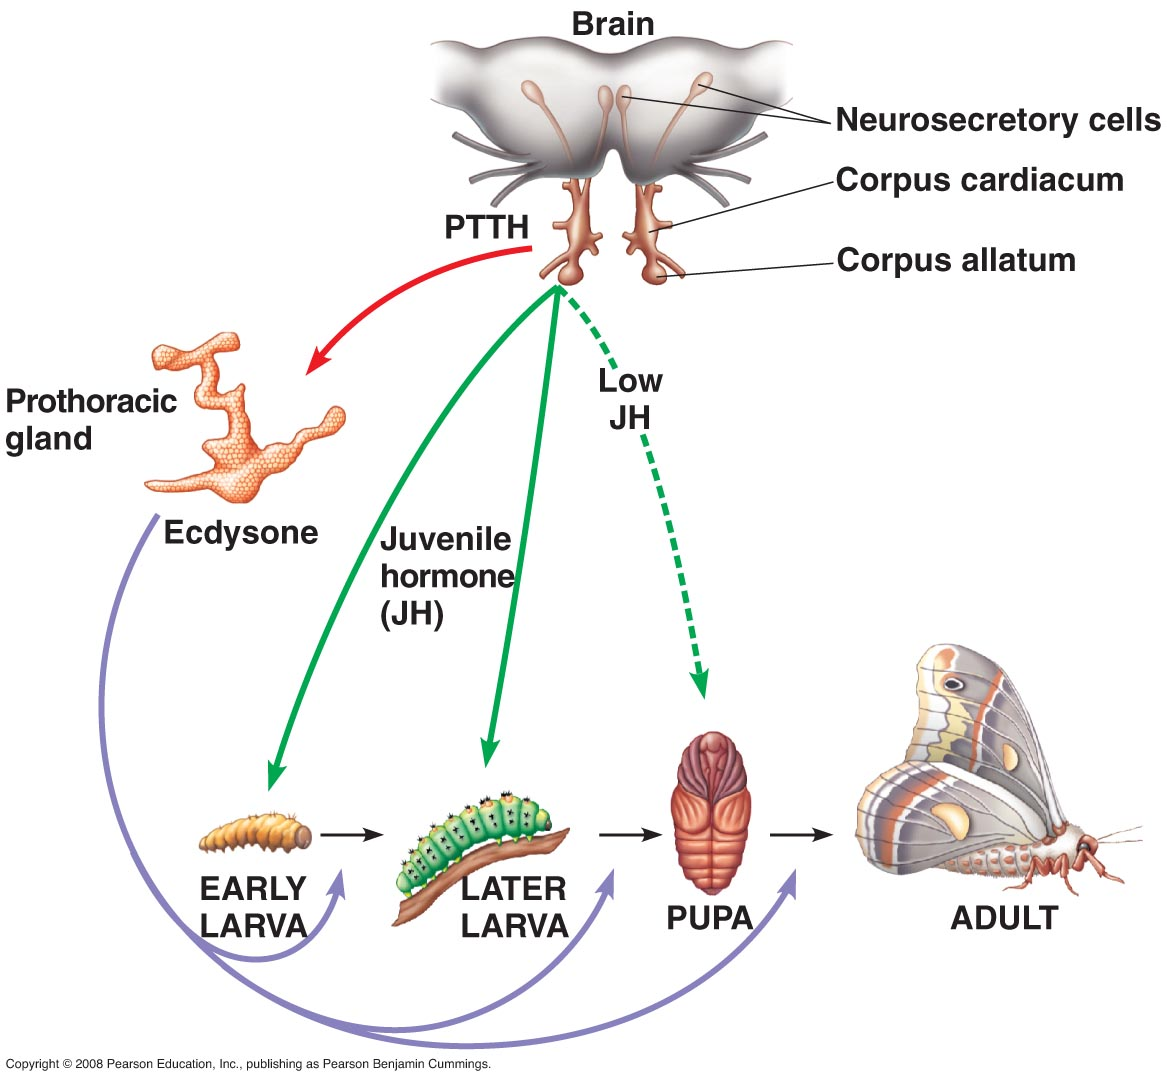 Brain
Neurosecretory cells
Corpus cardiacum
PTTH
Corpus allatum
Low
JH
Prothoracic
gland
Ecdysone
Juvenile
hormone
(JH)
EARLY
LARVA
LATER
LARVA
PUPA
ADULT
Copyright © 2008 Pearson Education, Inc., publishing as Pearson Benjamin Cummings.